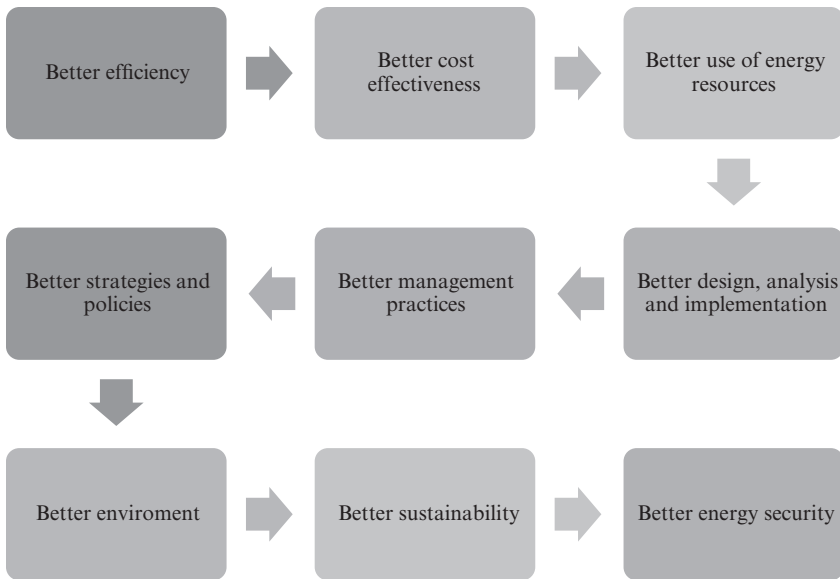 Better efficiency
Better cost
effectiveness
Better use of energy
resources
Better design, analysis
and implementation
Better management
practices
Better strategies and
policies
Better enviroment
Better sustainability
Better energy security